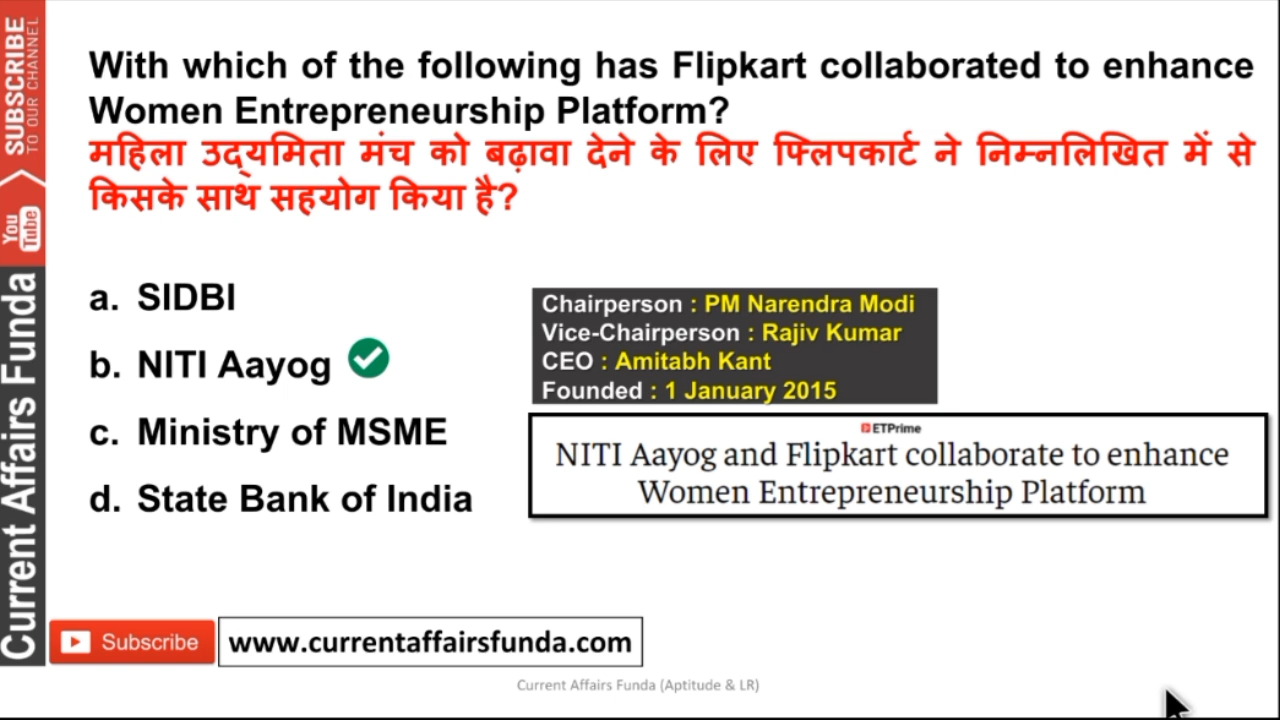 SUBSCRIBE
TO OUR CHANNEL
You
Tube
Current Affairs Funda
With which of the following has Flipkart collaborated to enhance
Women Entrepreneurship Platform?
महिला उद्यमिता मंच को बढ़ावा देने के लिए फ्लिपकार्ट ने निम्नलिखित में से
किसके साथ सहयोग किया है?
a. SIDBI
b. NITI Aayog
c. Ministry of MSME
d. State Bank of India
Chairperson : PM Narendra Modi
Vice-Chairperson : Rajiv Kumar
CEO : Amitabh Kant
Founded : 1 January 2015
ETPrime
NITI Aayog and Flipkart collaborate to enhance
Women Entrepreneurship Platform
Subscribe
www.currentaffairsfunda.com
Current Affairs Funda (Aptitude & LR)